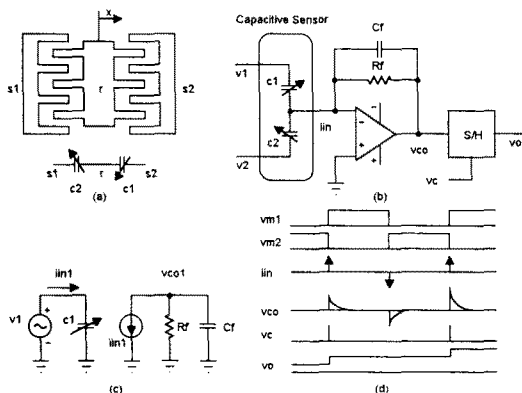 x
s1
r
s2
s1
r
s2
c2
c1
(a)
Capacitive Sensor
v1
c1
c2
v2
Cf
Rf
iin
-
-
+
+
vco
S/H
vo
vc
(b)
iin1
vco1
v1
+
-
c1
iin1
Rf
Cf
(c)
vm1
vm2
iin
vco
vc
vo
(d)